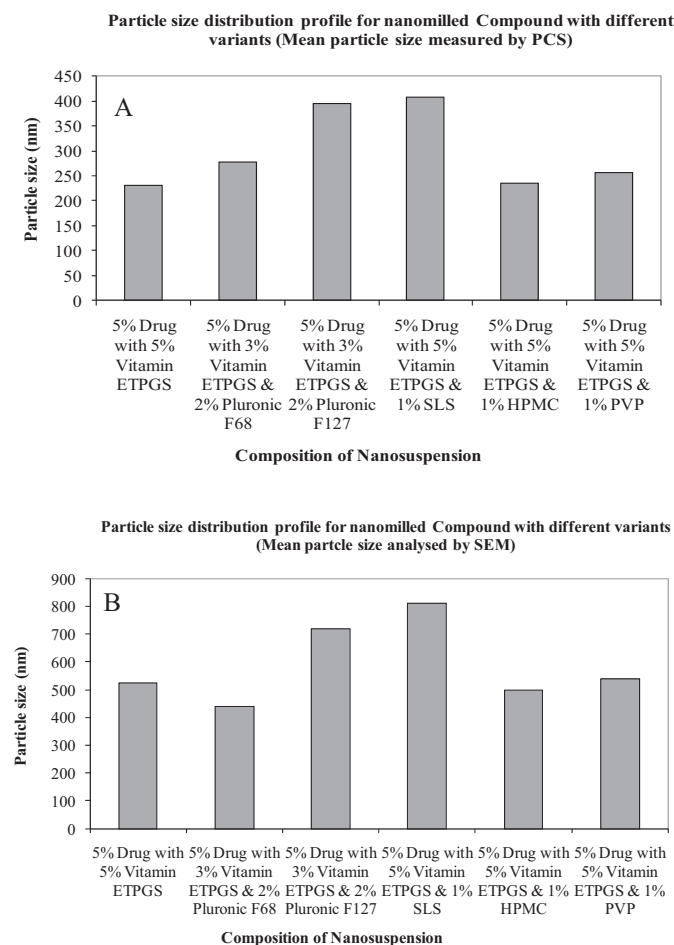 Particle size distribution profile for nanomilled Compound with different
variants (Mean particle size measured by PCS)
A
Particle size (nm)
450
400
350
300
250
200
150
100
50
0
5% Drug
with 5%
Vitamin
ETPGS
5% Drug
with 3%
Vitamin
ETPGS &
2% Pluronic
F68
5% Drug
with 3%
Vitamin
ETPGS &
2% Pluronic
F127
5% Drug
with 5%
Vitamin
ETPGS &
1% SLS
5% Drug
with 5%
Vitamin
ETPGS &
1% HPMC
5% Drug
with 5%
Vitamin
ETPGS &
1% PVP
Composition of Nanosuspension
Particle size distribution profile for nanomilled Compound with different variants
(Mean partcle size analysed by SEM)
B
Particle size (nm)
900
800
700
600
500
400
300
200
100
0
5% Drug with
5% Vitamin
ETPGS
5% Drug with
3% Vitamin
ETPGS & 2%
Pluronic F68
5% Drug with
3% Vitamin
ETPGS & 2%
Pluronic F127
5% Drug with
5% Vitamin
ETPGS & 1%
SLS
5% Drug with
5% Vitamin
ETPGS & 1%
HPMC
5% Drug with
5% Vitamin
ETPGS & 1%
PVP
Composition of Nanosuspension